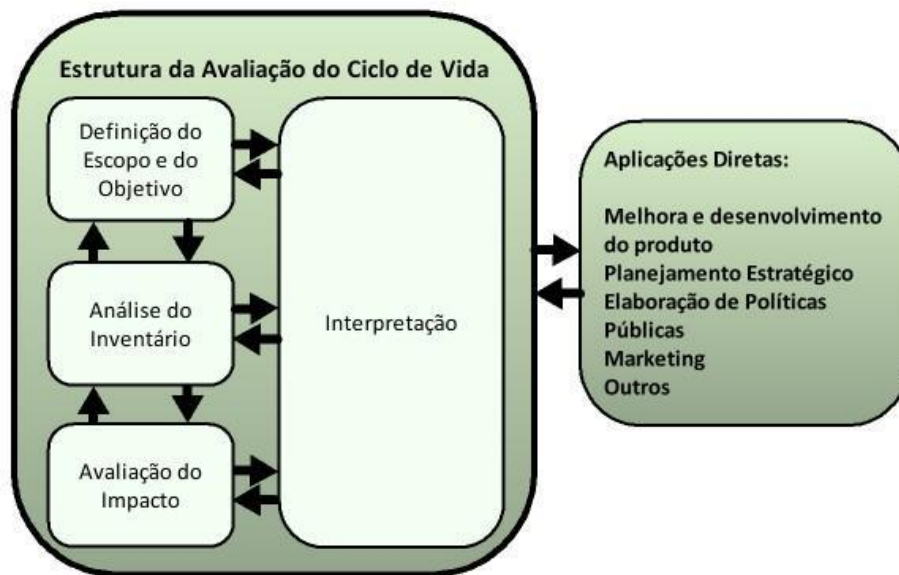 Estrutura da Avaliação do Ciclo de Vida
Definição do
Escopo e do
Objetivo
Análise do
Inventário
Avaliação do
Impacto
Interpretação
Aplicações Diretas:
Melhora e desenvolvimento
do produto
Planejamento Estratégico
Elaboração de Políticas
Públicas
Marketing
Outros